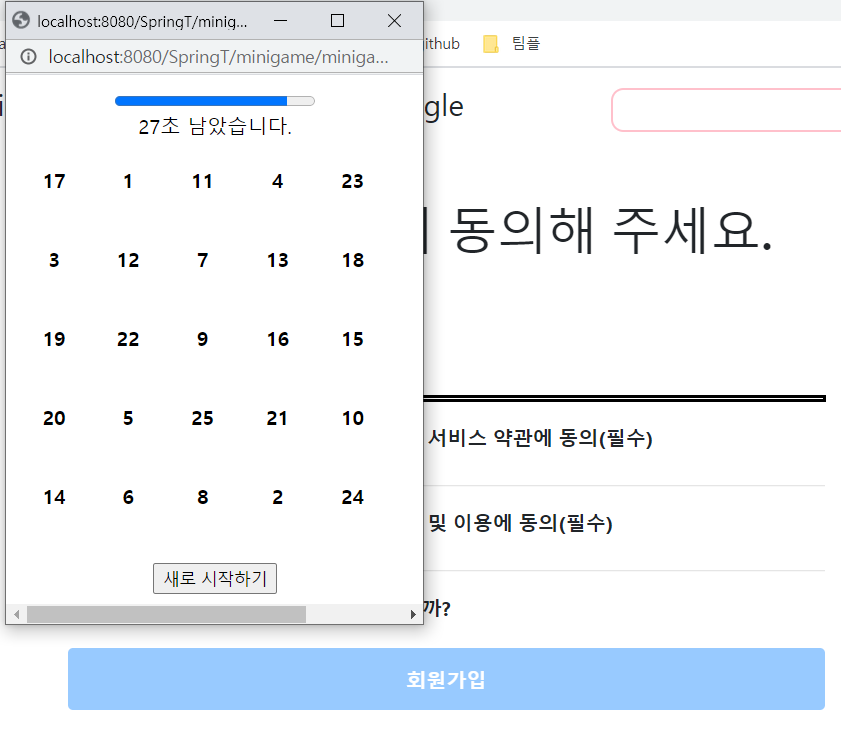 localhost:8080/SpringT/minig...
localhost:8080/SpringT/minigame/miniga...
27초 남았습니다.
17 1 11 4 23
3 12 7 13 18
19 22 9 16 15
20 5 25 21 10
14 6 8 2 24
새로 시작하기
ithub 팀플
gle
동의해 주세요.
서비스 약관에 동의(필수)
및 이용에 동의(필수)
까?
회원가입